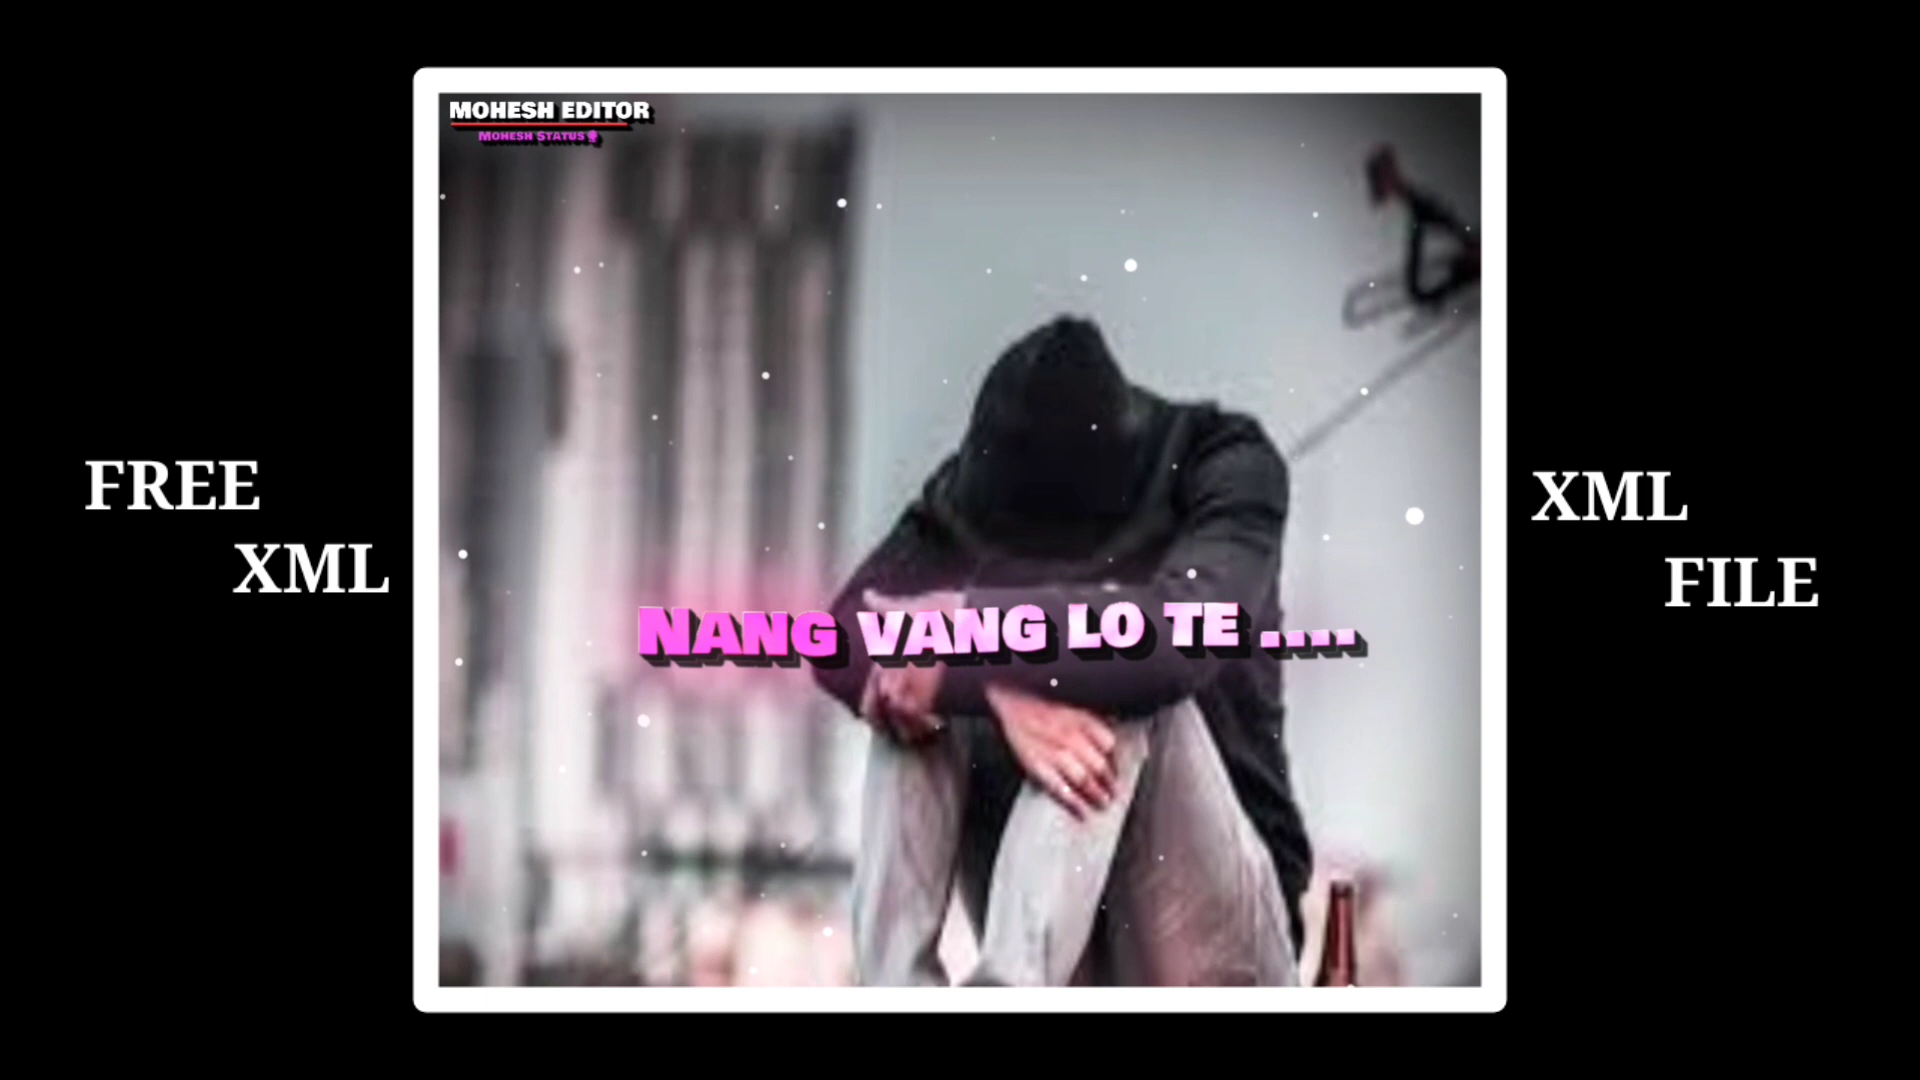 MOHESH EDITOR
MOHESH STATUS
FREE
XML
NANG VANG LO TE ....
XML
FILE